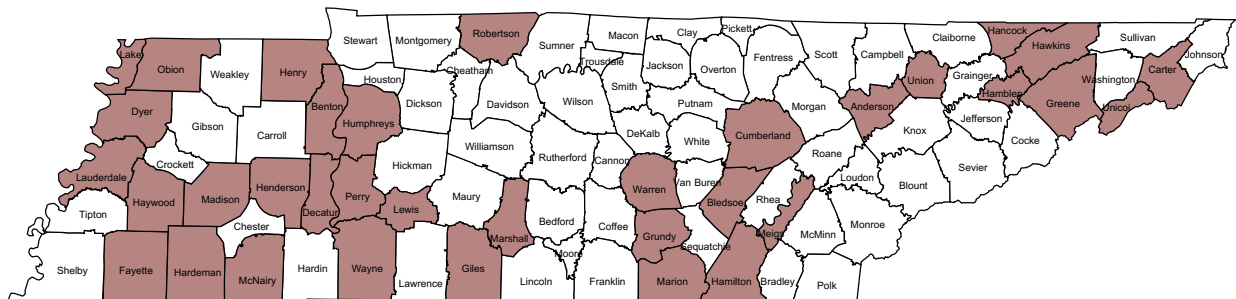 Lake
Obion
Weakley
Henry
Stewart
Montgomery
Robertson
Sumner
Macon
Trousdale
Clay
Pickett
Jackson
Overton
Fentress
Scott
Campbell
Claiborne
Hancock
Hawkins
Sullivan
Johnson
Carter
Washington
Unicoi
Greene
Hamblen
Grainger
Union
Anderson
Morgan
Cumberland
Putnam
Smith
Wilson
Davidson
Cheatham
Dickson
Houston
Humphreys
Benton
Carroll
Gibson
Dyer
Crockett
Lauderdale
Haywood
Madison
Henderson
Decatur
Perry
Hickman
Lewis
Williamson
Maury
Rutherford
Cannon
DeKalb
White
Warren
Van Buren
Bledsoe
Rhea
Roane
Loudon
Knox
Jefferson
Cocke
Sevier
Blount
Monroe
McMinn
Meigs
Polk
Bradley
Hamilton
Sequatchie
Marion
Grundy
Coffee
Franklin
Moore
Bedford
Lincoln
Marshall
Giles
Lawrence
Wayne
Hardin
McNairy
Chester
Hardeman
Fayette
Shelby
Tipton